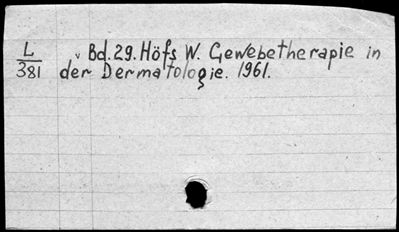 L
381
v Bd. 29. Höfs W. Gewebetherapie in
der Dermatologie. 1961.